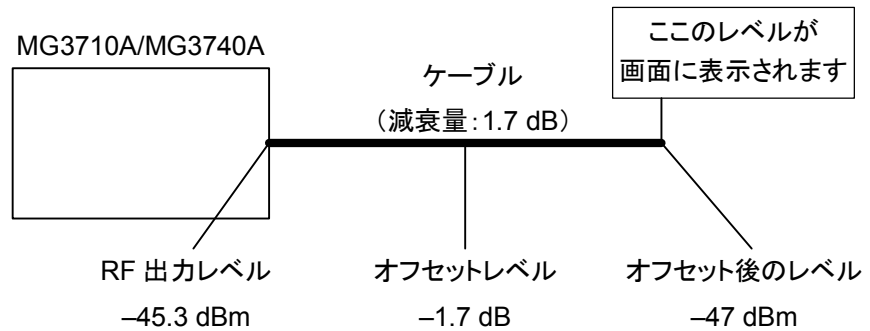 MG3710A/MG3740A
ここのレベルが
画面に表示されます
ケーブル
（減衰量：1.7 dB）
RF 出力レベル
–45.3 dBm
オフセットレベル
–1.7 dB
オフセット後のレベル
–47 dBm